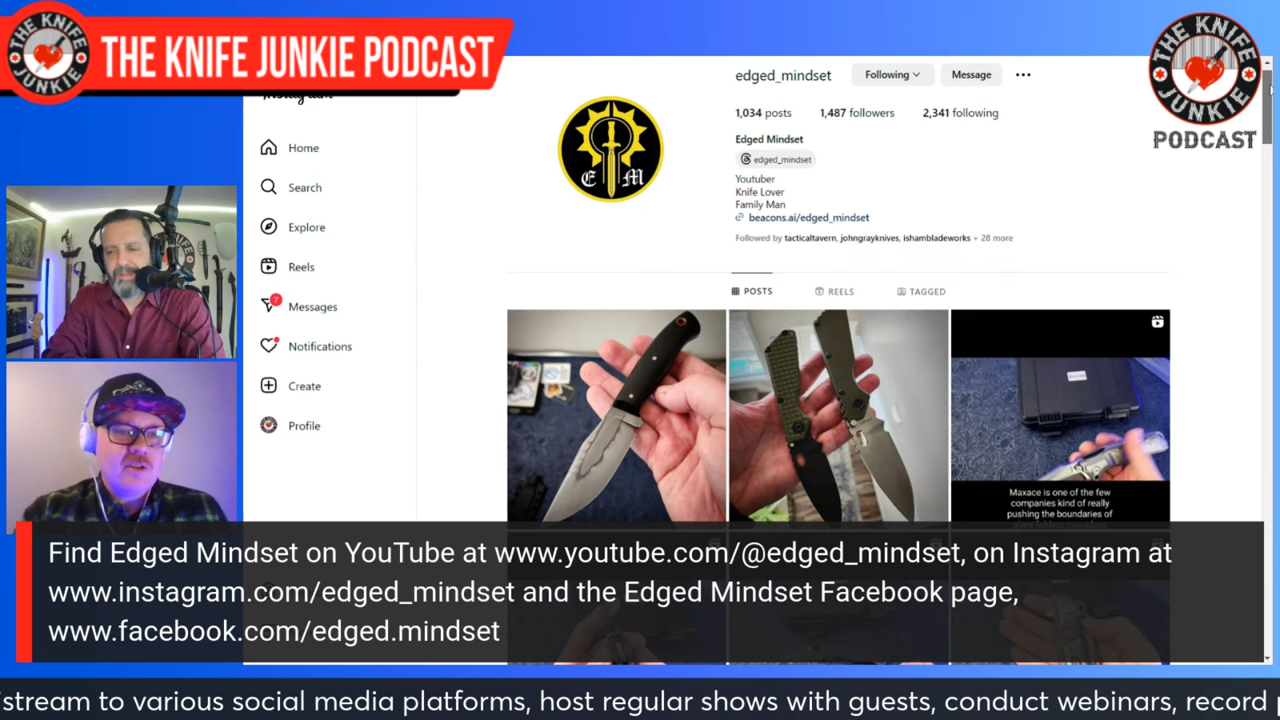 THE KNIFE JUNKIE
THE KNIFE JUNKIE PODCAST
THE KNIFE JUNKIE
PODCAST
edged_mindset
Following
Message
1,034 posts
1,487 followers
2,341 following
Edged Mindset
edged_mindset
Youtuber
Knife Lover
Family Man
beacons.ai/edged_mindset
Followed by tacticaltavern, johngrayknives, ishambladeworks + 28 more
E M
Home
Search
Explore
Reels
7
Messages
Notifications
Create
Profile
POSTS
REELS
TAGGED
Maxace is one of the few
companies kind of really
pushing the boundaries of
Find Edged Mindset on YouTube at www.youtube.com/@edged_mindset, on Instagram at
www.instagram.com/edged_mindset and the Edged Mindset Facebook page,
www.facebook.com/edged.mindset
stream to various social media platforms, host regular shows with guests, conduct webinars, record